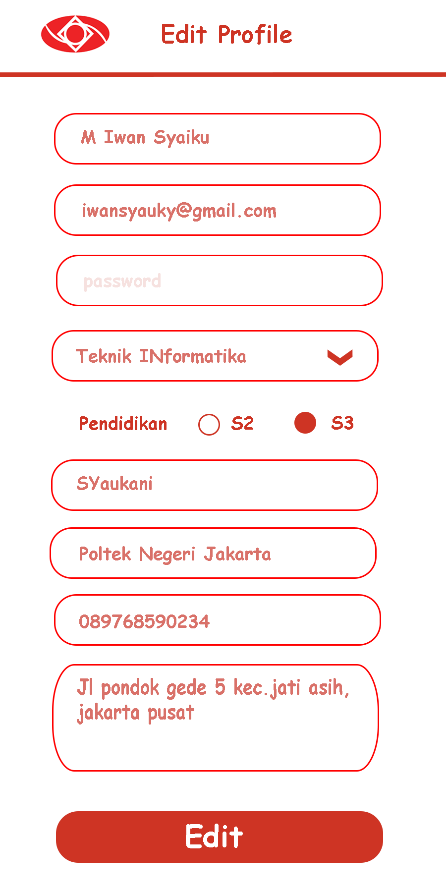 Edit Profile
M Iwan Syaiku
iwansyauky@gmail.com
password
Teknik INformatika
Pendidikan S2 S3
SYaukani
Poltek Negeri Jakarta
089768590234
Jl pondok gede 5 kec.jati asih,
jakarta pusat
Edit